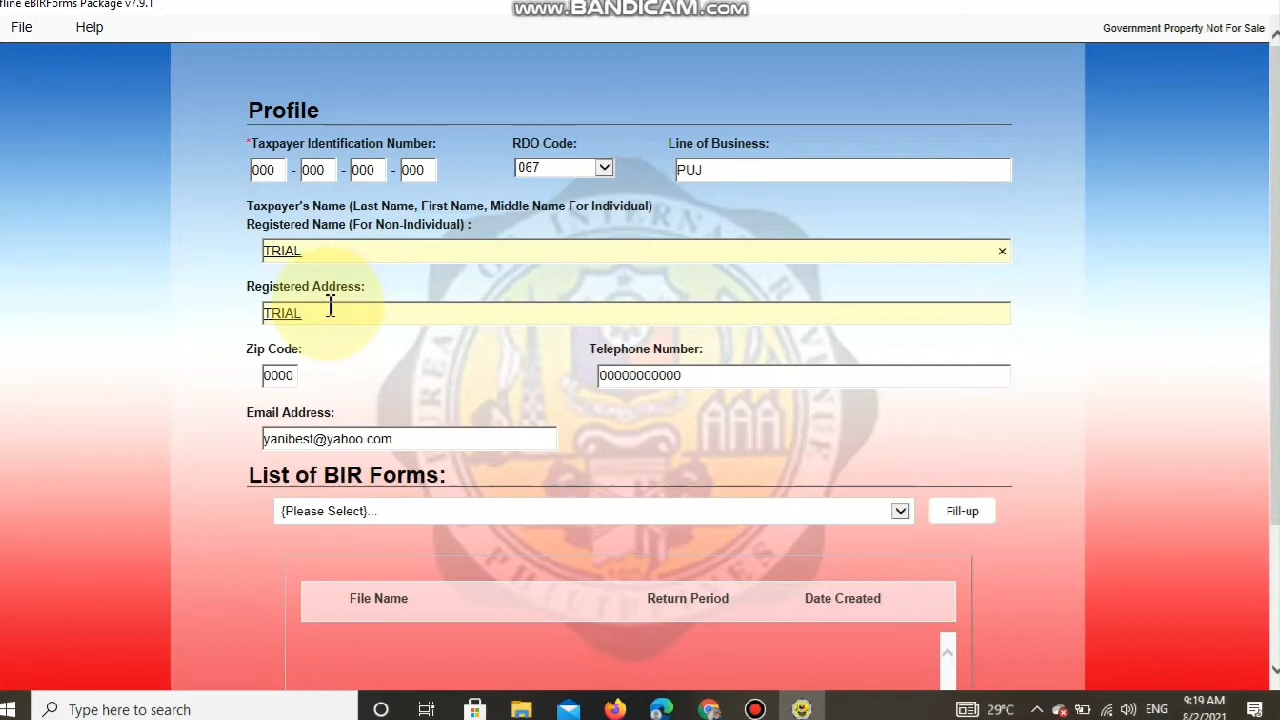 www.BANDICAM.com
fline eBIRForms Package v7.9.1
File Help Government Property Not For Sale
Profile
*Taxpayer Identification Number: RDO Code: Line of Business:
000 - 000 - 000 - 000 067 PUJ
Taxpayer's Name (Last Name, First Name, Middle Name For Individual)
Registered Name (For Non-Individual) :
TRIAL ×
Registered Address:
TRIAL
Zip Code: Telephone Number:
0000 00000000000
Email Address:
yanibest@yahoo.com
List of BIR Forms:
{Please Select}... Fill-up
File Name Return Period Date Created
PHILIPPINES
9:19 AM
Type here to search 29°C ENG